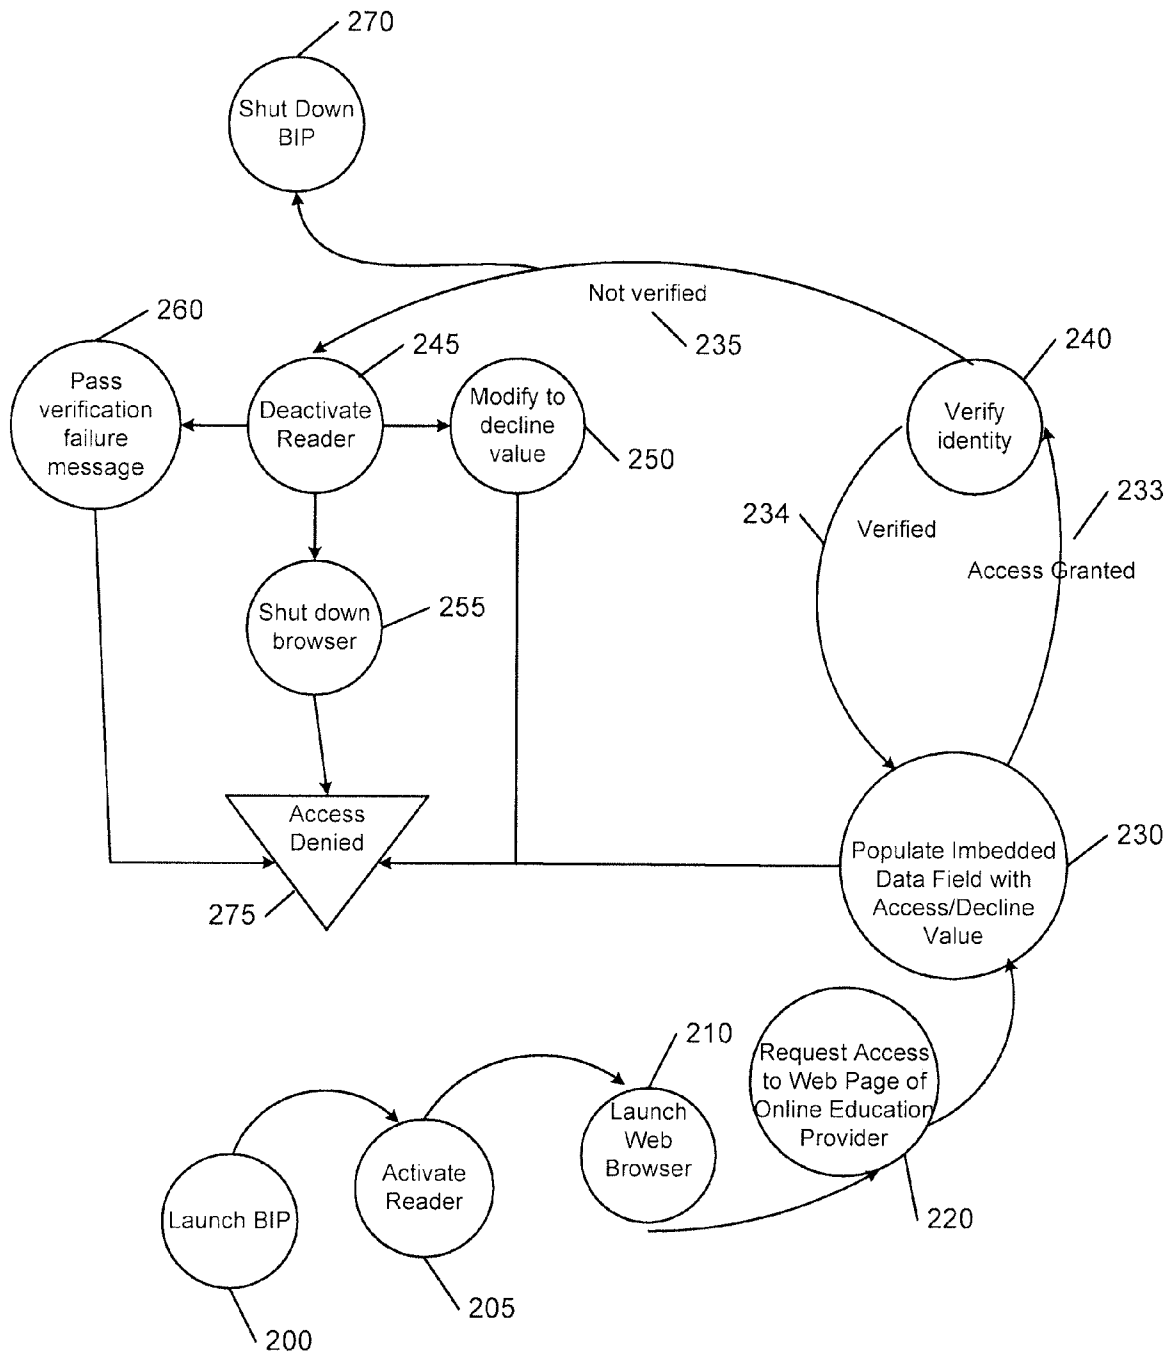 270
Shut Down
BIP
Not verified
235
260
245
240
Pass
verification
failure
message
Deactivate
Reader
Modify to
decline
value
250
Verify
identity
233
234
Verified
Access Granted
Shut down
browser
255
Access
Denied
275
230
Populate Imbedded
Data Field with
Access/Decline
Value
210
Request Access
to Web Page of
Online Education
Provider
Launch
Web
Browser
Activate
Reader
Launch BIP
220
205
200